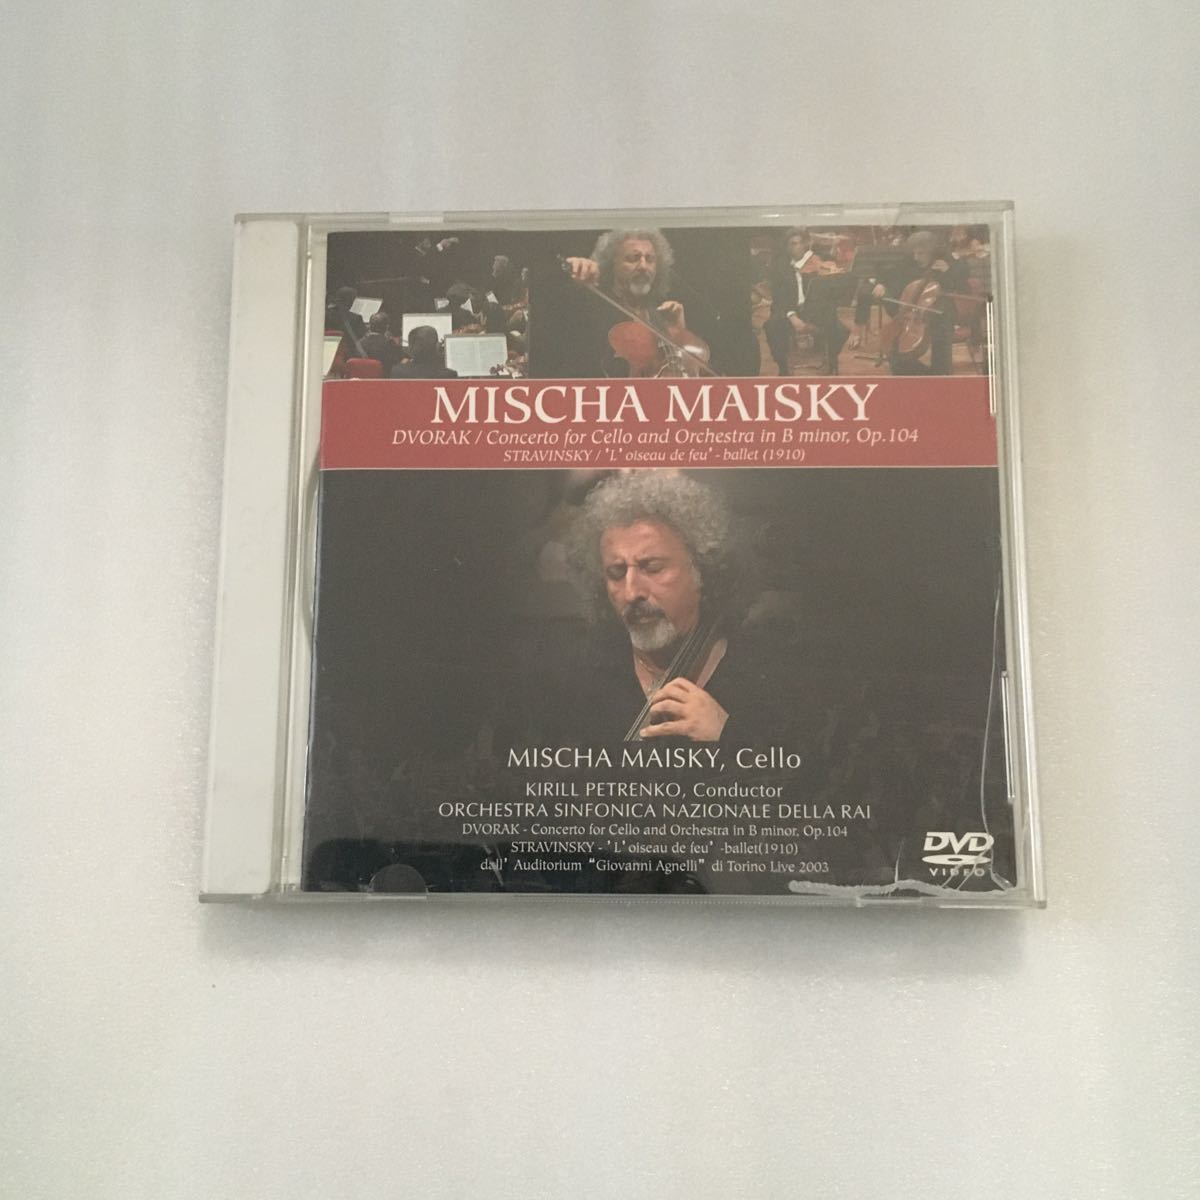 MISCHA MAISKY
DVORAK / Concerto for Cello and Orchestra in B minor, Op.104
STRAVINSKY / 'L' oiseau de feu' - ballet (1910)
MISCHA MAISKY, Cello
KIRILL PETRENKO, Conductor
ORCHESTRA SINFONICA NAZIONALE DELLA RAI
DVORAK - Concerto for Cello and Orchestra in B minor, Op.104
STRAVINSKY - 'L' oiseau de feu' -ballet(1910)
dall' Auditorium "Giovanni Agnelli" di Torino Live 2003
DVD
VIDEO